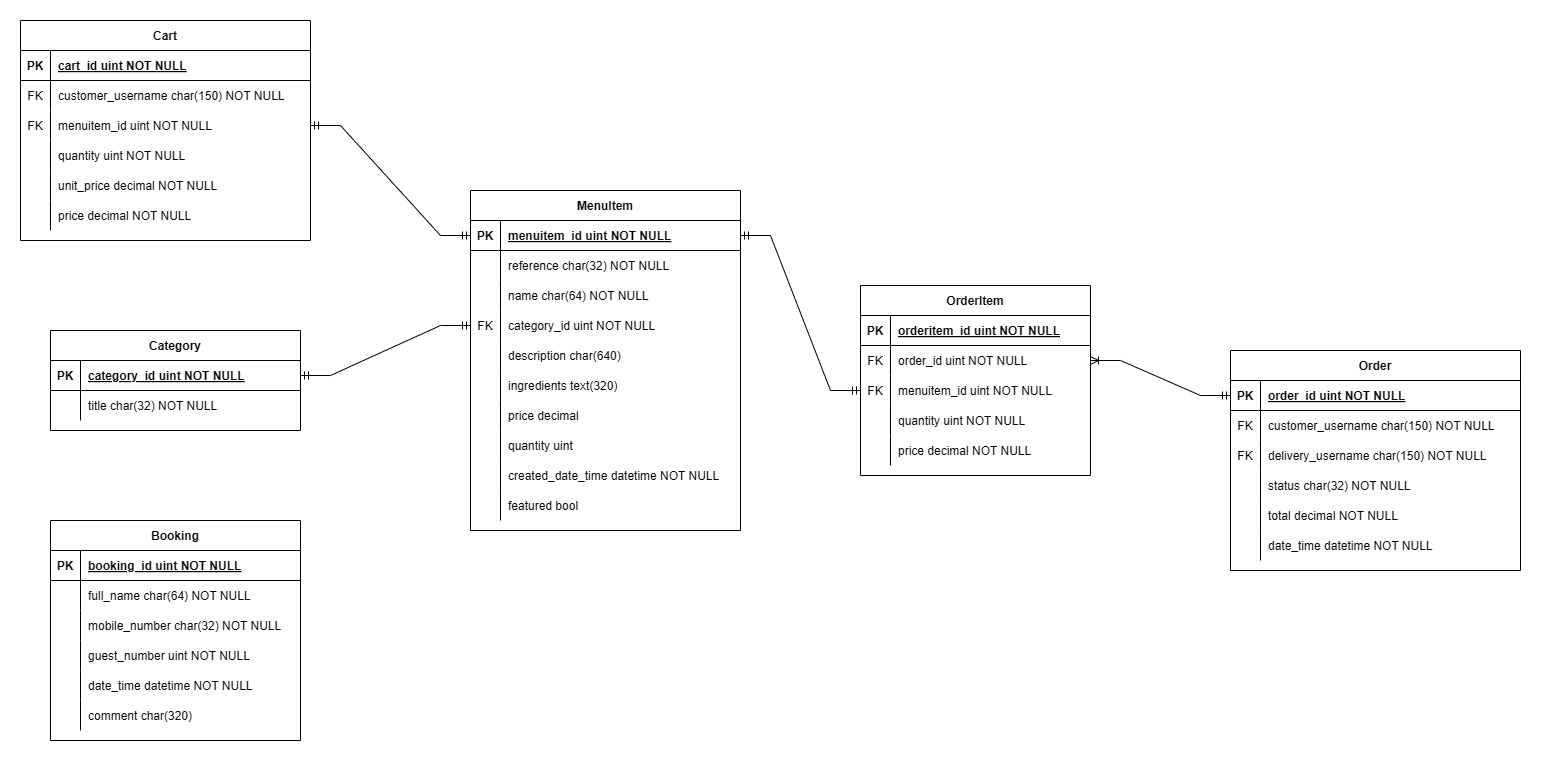 Cart
PK cart_id uint NOT NULL
FK customer_username char(150) NOT NULL
FK menuitem_id uint NOT NULL
quantity uint NOT NULL
unit_price decimal NOT NULL
price decimal NOT NULL
Category
PK category_id uint NOT NULL
title char(32) NOT NULL
Booking
PK booking_id uint NOT NULL
full_name char(64) NOT NULL
mobile_number char(32) NOT NULL
guest_number uint NOT NULL
date_time datetime NOT NULL
comment char(320)
MenuItem
PK menuitem_id uint NOT NULL
reference char(32) NOT NULL
name char(64) NOT NULL
FK category_id uint NOT NULL
description char(640)
ingredients text(320)
price decimal
quantity uint
created_date_time datetime NOT NULL
featured bool
OrderItem
PK orderitem_id uint NOT NULL
FK order_id uint NOT NULL
FK menuitem_id uint NOT NULL
quantity uint NOT NULL
price decimal NOT NULL
Order
PK order_id uint NOT NULL
FK customer_username char(150) NOT NULL
FK delivery_username char(150) NOT NULL
status char(32) NOT NULL
total decimal NOT NULL
date_time datetime NOT NULL